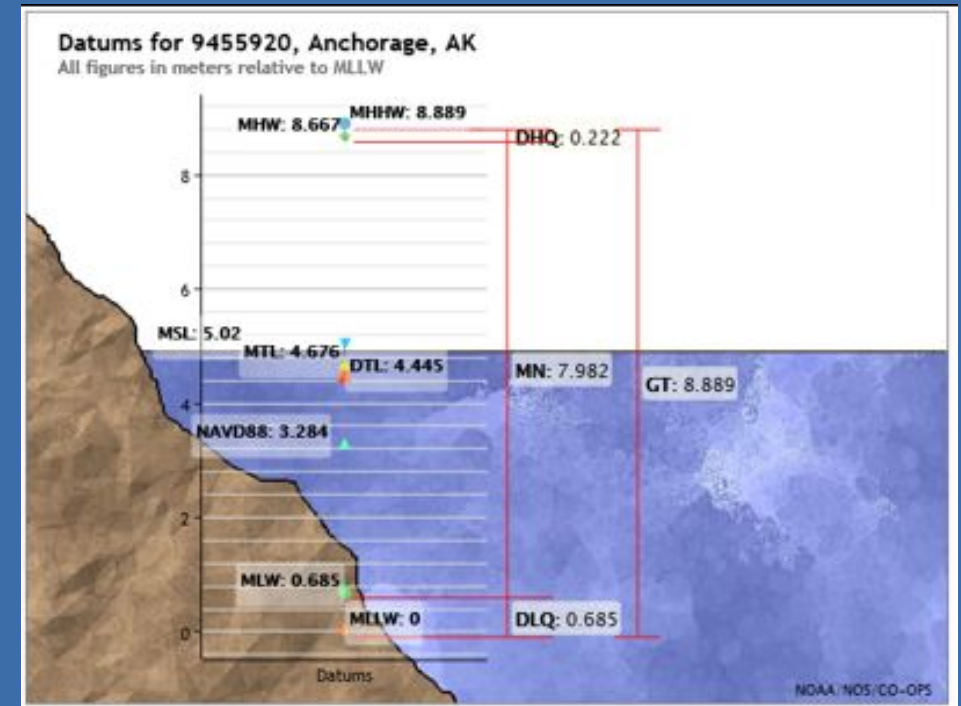 Datums for 9455920, Anchorage, AK
All figures in meters relative to MLLW
MHHW: 8.889
MHW: 8.667
DHQ: 0.222
8
6
MSL: 5.02
MTL: 4.676
DTL: 4.445
MN: 7.982
GT: 8.889
4
NAVD88: 3.284
2
MLW: 0.685
MLLW: 0
DLQ: 0.685
0
Datums
NOAA/NOS/CO-OPS